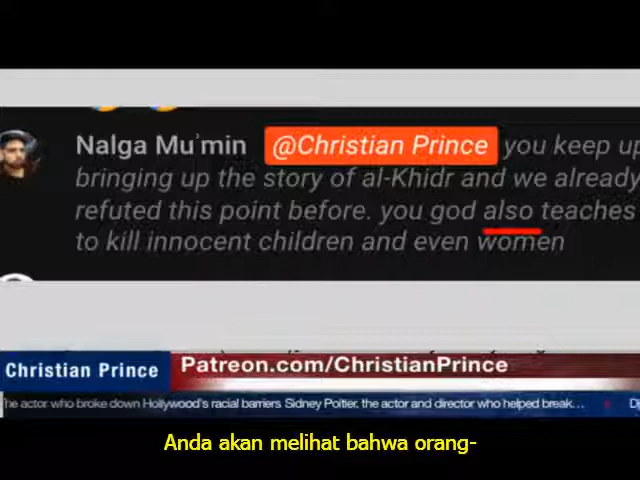 Nalga Mu'min @Christian Prince you keep up
bringing up the story of al-Khidr and we already
refuted this point before. you god also teaches
to kill innocent children and even women
Christian Prince
Patreon.com/ChristianPrince
he actor who broke down Hollywood's racial barriers Sidney Poitier, the actor and director who helped break...
Anda akan melihat bahwa orang-